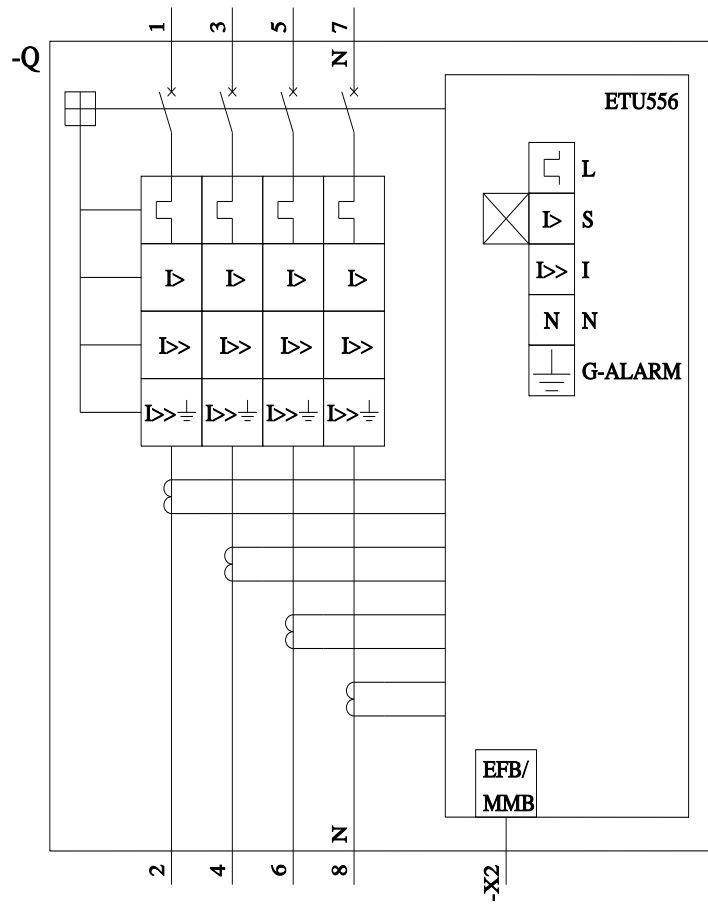 1 3 5 7
N
-Q
ETU556
L
I> S
I>> I
N N
G-ALARM
I> I> I> I>
I>> I>> I>> I>>
I>> I>> I>> I>>
EFB/
MMB
N
2 4 6 8
-X2